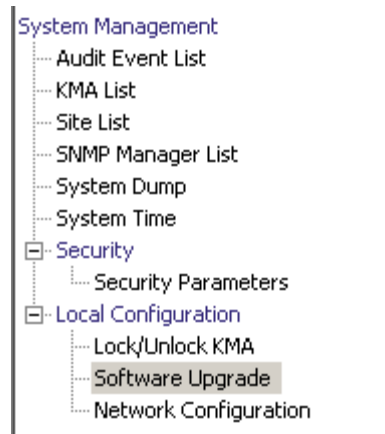 System Management
Audit Event List
KMA List
Site List
SNMP Manager List
System Dump
System Time
Security
Security Parameters
Local Configuration
Lock/Unlock KMA
Software Upgrade
Network Configuration